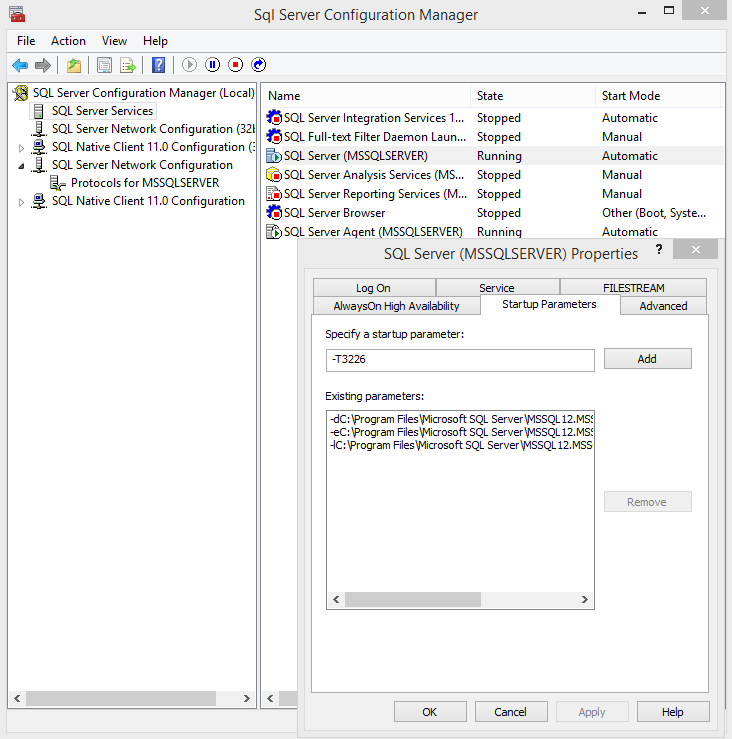 Sql Server Configuration Manager
File Action View Help
SQL Server Configuration Manager (Local)
SQL Server Services
SQL Server Network Configuration (32b
SQL Native Client 11.0 Configuration (3
SQL Server Network Configuration
Protocols for MSSQLSERVER
SQL Native Client 11.0 Configuration
Name State Start Mode
SQL Server Integration Services 1... Stopped Automatic
SQL Full-text Filter Daemon Laun... Stopped Manual
SQL Server (MSSQLSERVER) Running Automatic
SQL Server Analysis Services (MS... Stopped Manual
SQL Server Reporting Services (M... Stopped Manual
SQL Server Browser Stopped Other (Boot, Syste...
SQL Server Agent (MSSQLSERVER) Running Automatic
SQL Server (MSSQLSERVER) Properties ?
Log On Service FILESTREAM
AlwaysOn High Availability Startup Parameters Advanced
Specify a startup parameter:
-T3226 Add
Existing parameters:
-dC:\Program Files\Microsoft SQL Server\MSSQL12.MSS
-eC:\Program Files\Microsoft SQL Server\MSSQL12.MSS
-lC:\Program Files\Microsoft SQL Server\MSSQL12.MSS
Remove
OK Cancel Apply Help